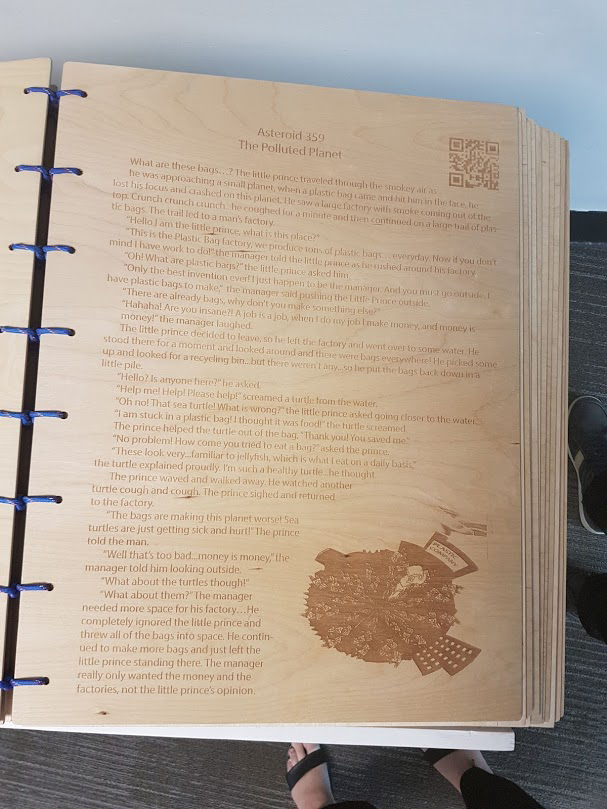 Asteroid 359
The Polluted Planet
What are these bags...? The little prince traveled through the smokey air as
he was approaching a small planet, when a plastic bag came and hit him in the face, he
lost his focus and crashed on this planet. He saw a large factory with smoke coming out of the
top. Crunch crunch crunch.. he coughed for a minute and then continued on a large trail of plas-
tic bags. The trail led to a man's factory.
"Hello, I am the little prince, what is this place?"
"This is the Plastic Bag factory, we produce tons of plastic bags.... everyday. Now if you don't
mind I have work to do!" the manager told the little prince as he rushed around his factory.
"Oh! What are plastic bags?" the little prince asked him.
"Only the best invention ever! I just happen to be the manager. And you must go outside.. I
have plastic bags to make," the manager said pushing the Little Prince outside.
"There are already bags, why don't you make something else?"
"Hahaha! Are you insane?! A job is a job, when I do my job I make money, and money is
money!" the manager laughed.
The little prince decided to leave, so he left the factory and went over to some water. He
stood there for a moment and looked around and there were bags everywhere! He picked some
up and looked for a recycling bin...but there weren't any...so he put the bags back down in a
little pile.
"Hello? Is anyone here?" he asked.
"Help me! Help! Please help!" screamed a turtle from the water.
"Oh no! That sea turtle! What is wrong?" the little prince asked going closer to the water.
"I am stuck in a plastic bag! I thought it was food!" the turtle screamed.
The prince helped the turtle out of the bag. "Thank you! You saved me."
"No problem! How come you tried to eat a bag?" asked the prince.
"These look very...familiar to jellyfish, which is what I eat on a daily basis,"
the turtle explained proudly. I'm such a healthy turtle.. he thought
The prince waved and walked away. He watched another
turtle cough and cough. The prince sighed and returned
to the factory.
"The bags are making this planet worse! Sea
turtles are just getting sick and hurt!" The prince
told the man.
"Well that's too bad...money is money," the
manager told him looking outside.
"What about the turtles though!"
"What about them?" The manager
needed more space for his factory…He
completely ignored the little prince and
threw all of the bags into space. He contin-
ued to make more bags and just left the
little prince standing there. The manager
really only wanted the money and the
factories, not the little prince's opinion.
PLASTIC
COMPANY